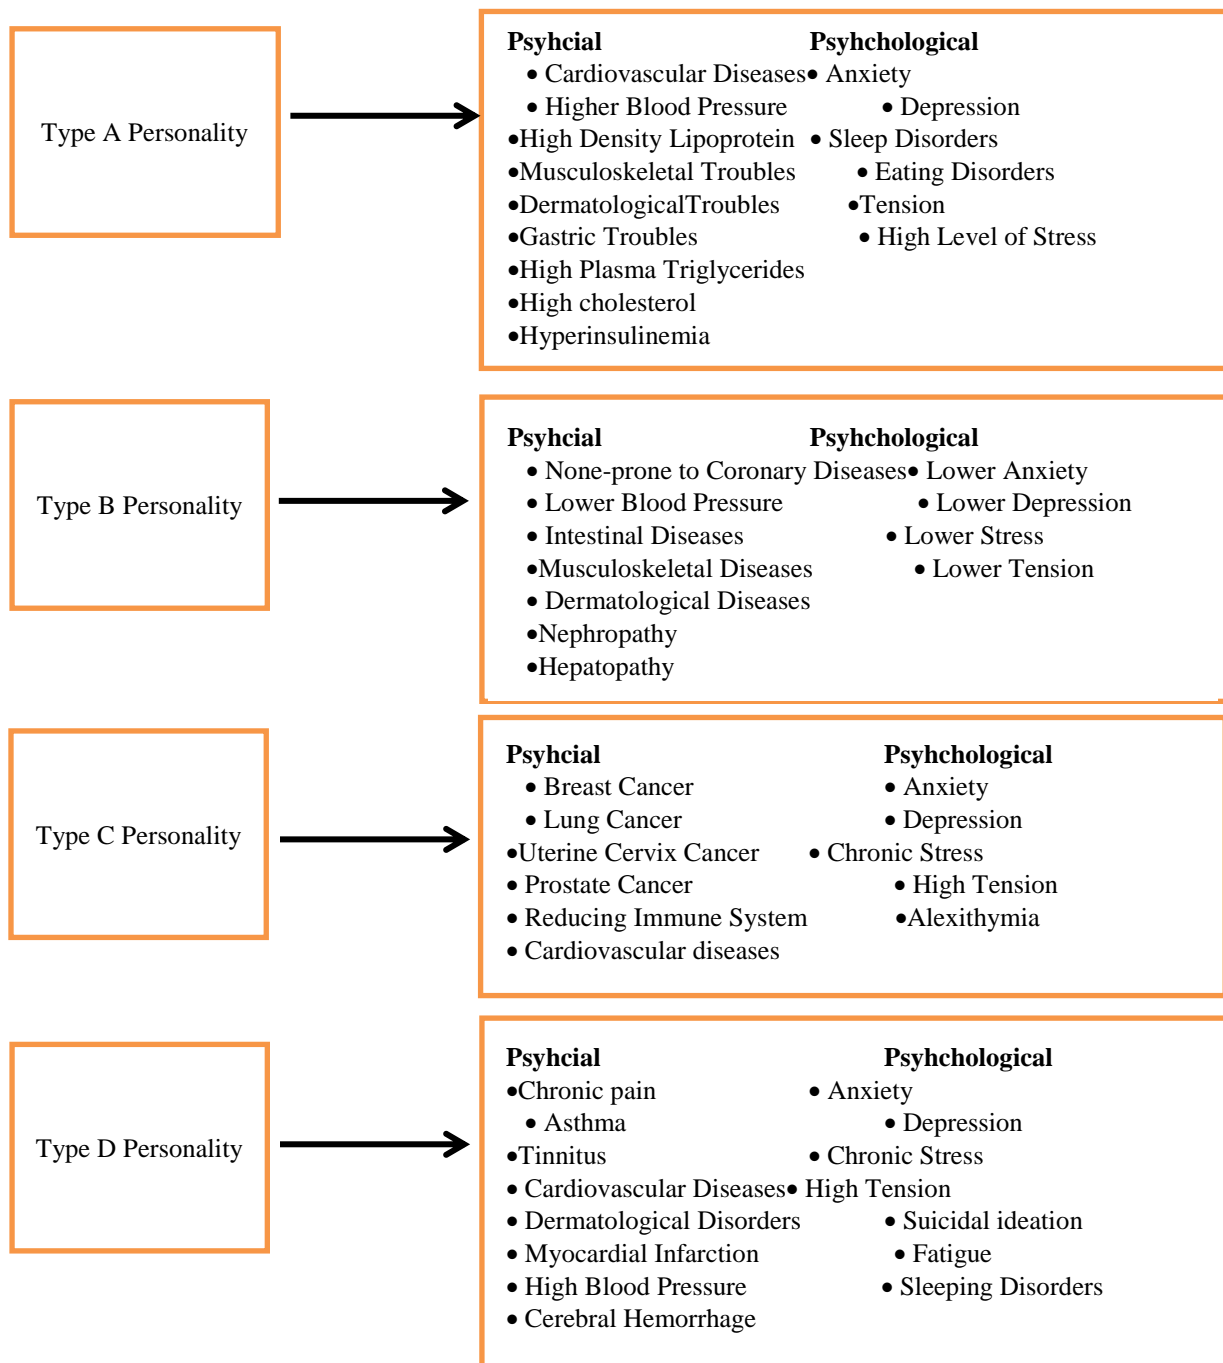 Type A Personality
Psyhcial Psyhchological
• Cardiovascular Diseases• Anxiety
• Higher Blood Pressure • Depression
•High Density Lipoprotein • Sleep Disorders
•Musculoskeletal Troubles • Eating Disorders
•DermatologicalTroubles •Tension
•Gastric Troubles • High Level of Stress
•High Plasma Triglycerides
•High cholesterol
•Hyperinsulinemia
Type B Personality
Psyhcial Psyhchological
• None-prone to Coronary Diseases• Lower Anxiety
• Lower Blood Pressure • Lower Depression
• Intestinal Diseases • Lower Stress
•Musculoskeletal Diseases • Lower Tension
• Dermatological Diseases
•Nephropathy
•Hepatopathy
Type C Personality
Psyhcial Psyhchological
• Breast Cancer • Anxiety
• Lung Cancer • Depression
•Uterine Cervix Cancer • Chronic Stress
• Prostate Cancer • High Tension
• Reducing Immune System •Alexithymia
• Cardiovascular diseases
Type D Personality
Psyhcial Psyhchological
•Chronic pain • Anxiety
• Asthma • Depression
•Tinnitus • Chronic Stress
• Cardiovascular Diseases• High Tension
• Dermatological Disorders • Suicidal ideation
• Myocardial Infarction • Fatigue
• High Blood Pressure • Sleeping Disorders
• Cerebral Hemorrhage